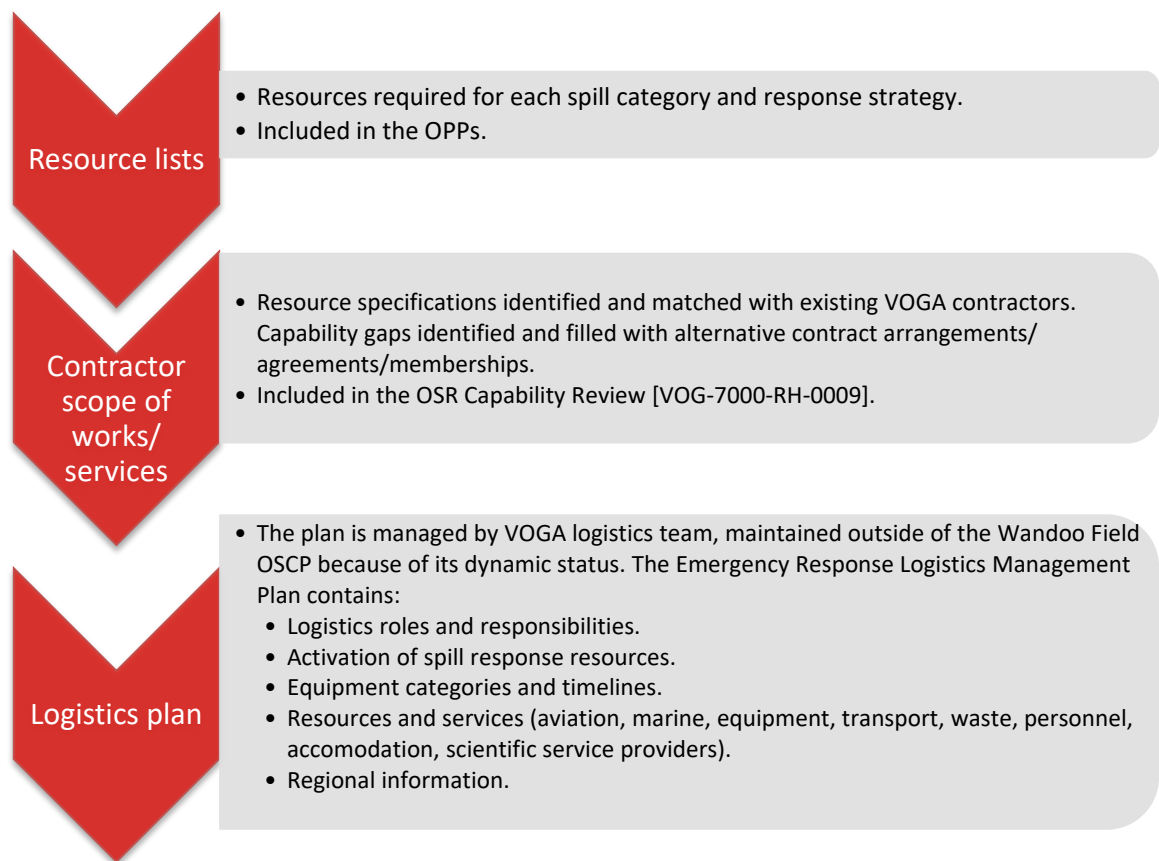 Resource lists
• Resources required for each spill category and response strategy.
• Included in the OPPs.
Contractor
scope of
works/
services
• Resource specifications identified and matched with existing VOGA contractors.
Capability gaps identified and filled with alternative contract arrangements/
agreements/memberships.
• Included in the OSR Capability Review [VOG-7000-RH-0009].
Logistics plan
• The plan is managed by VOGA logistics team, maintained outside of the Wandoo Field
OSCP because of its dynamic status. The Emergency Response Logistics Management
Plan contains:
• Logistics roles and responsibilities.
• Activation of spill response resources.
• Equipment categories and timelines.
• Resources and services (aviation, marine, equipment, transport, waste, personnel,
accomodation, scientific service providers).
• Regional information.